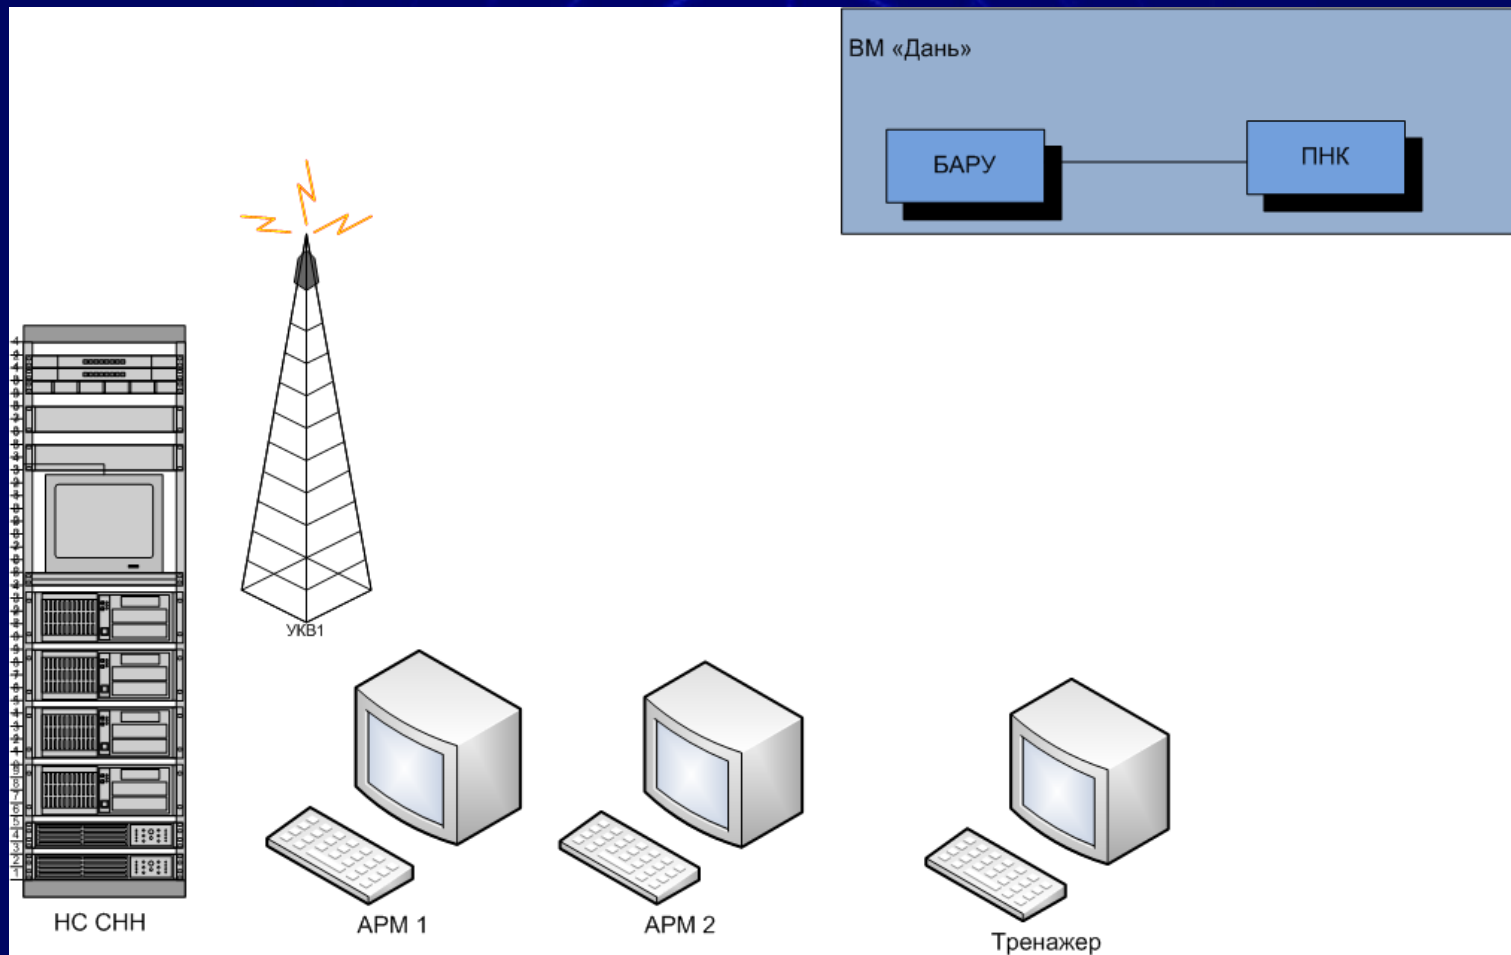 ВМ «Дань»
БАРУ
ПНК
УКВ1
НС СНН
АРМ 1
АРМ 2
Тренажер